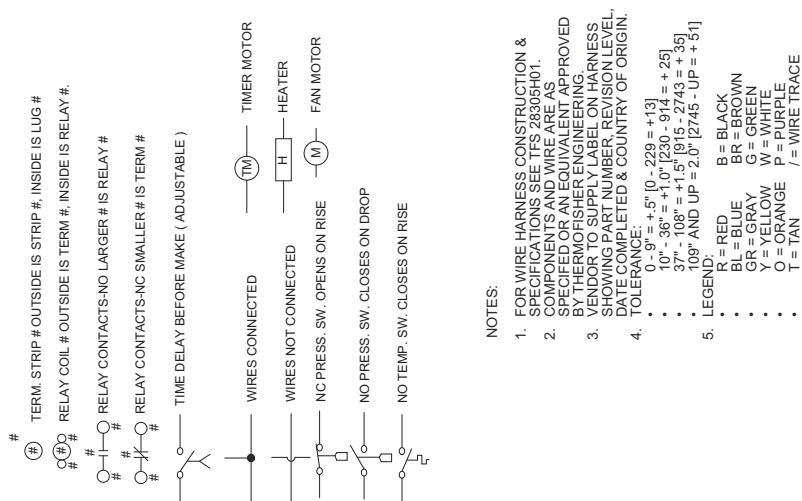 #
# TERM. STRIP # OUTSIDE IS STRIP #, INSIDE IS LUG #
# # # RELAY COIL # OUTSIDE IS TERM #, INSIDE IS RELAY #.
# # # RELAY CONTACTS-NO LARGER # IS RELAY #
# # # RELAY CONTACTS-NC SMALLER # IS TERM #
TIME DELAY BEFORE MAKE ( ADJUSTABLE )
WIRES CONNECTED
WIRES NOT CONNECTED
NC PRESS. SW. OPENS ON RISE
NO PRESS. SW. CLOSES ON DROP
NO TEMP. SW. CLOSES ON RISE
TM TIMER MOTOR
H HEATER
M FAN MOTOR
NOTES:
1. FOR WIRE HARNESS CONSTRUCTION &
SPECIFICATIONS SEE TFS 28305H01.
2. COMPONENTS AND WIRE ARE AS
SPECIFED OR AN EQUIVALENT APPROVED
BY THERMOFISHER ENGINEERING.
3. VENDOR TO SUPPLY LABEL ON HARNESS
SHOWING PART NUMBER, REVISION LEVEL,
DATE COMPLETED & COUNTRY OF ORIGIN.
4. TOLERANCE:
• 0 - 9" = +.5" [0 - 229 = +13]
• 10" - 36" = +1.0" [230 - 914 = + 25]
• 37" - 108" = +1.5" [915 - 2743 = + 35]
• 109" AND UP = 2.0" [2745 - UP = + 51]
5. LEGEND:
• R = RED B = BLACK
• BL = BLUE BR = BROWN
• GR = GRAY G = GREEN
• Y = YELLOW W = WHITE
• O = ORANGE P = PURPLE
• T = TAN / = WIRE TRACE